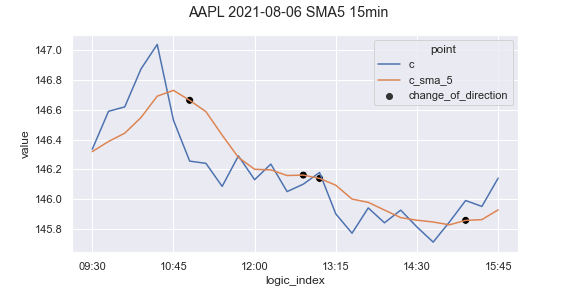 AAPL 2021-08-06 SMA5 15min
point
c
c_sma_5
change_of_direction
value
147.0
146.8
146.6
146.4
146.2
146.0
145.8
09:30 10:45 12:00 13:15 14:30 15:45
logic_index